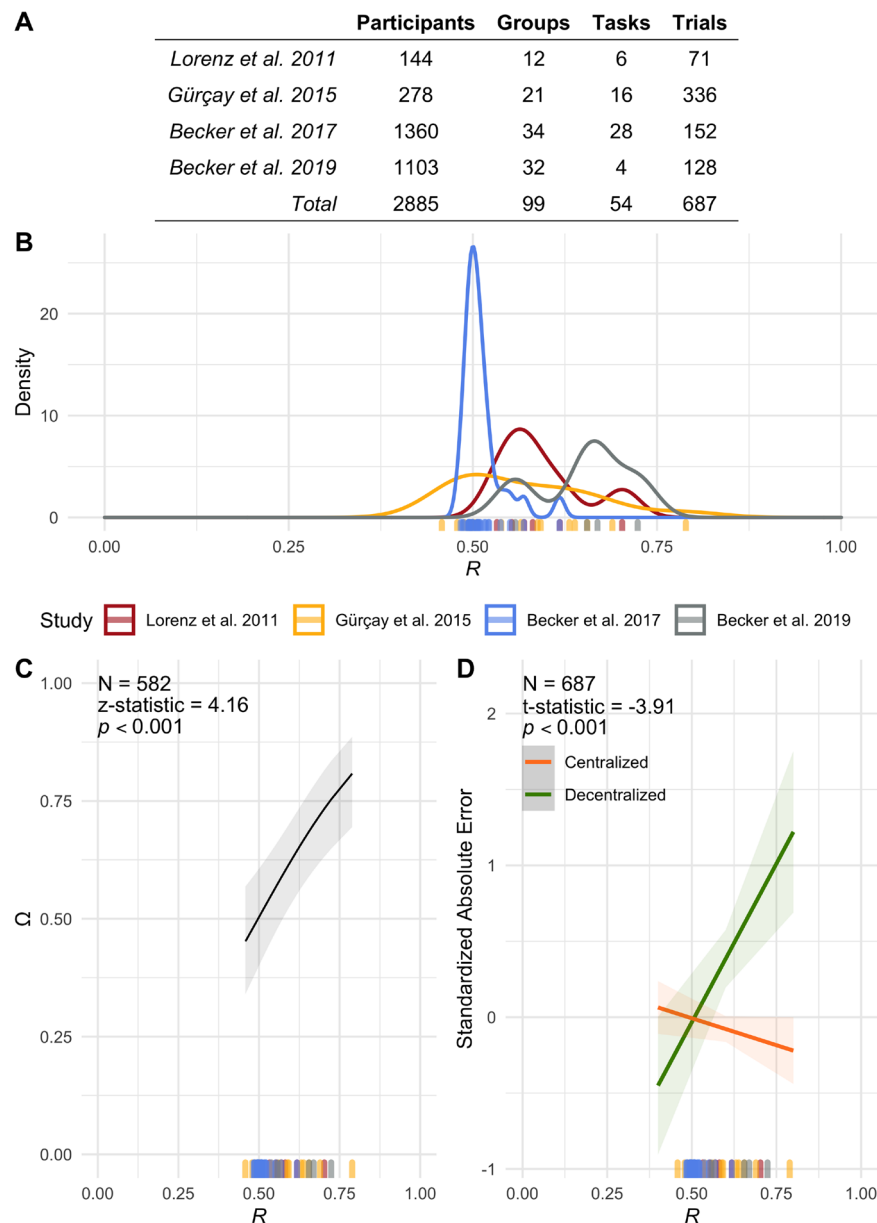 A
Participants Groups Tasks Trials
Lorenz et al. 2011 144 12 6 71
Gürçay et al. 2015 278 21 16 336
Becker et al. 2017 1360 34 28 152
Becker et al. 2019 1103 32 4 128
Total 2885 99 54 687
B
20
10
0
Density
0.00 0.25 0.50 0.75 1.00
R
Study Lorenz et al. 2011 Gürçay et al. 2015 Becker et al. 2017 Becker et al. 2019
C
N = 582
z-statistic = 4.16
p < 0.001
1.00
0.75
0.50
0.25
0.00
Ω
0.00 0.25 0.50 0.75 1.00
R
D
N = 687
t-statistic = -3.91
p < 0.001
Centralized
Decentralized
2
1
0
-1
Standardized Absolute Error
0.00 0.25 0.50 0.75 1.00
R